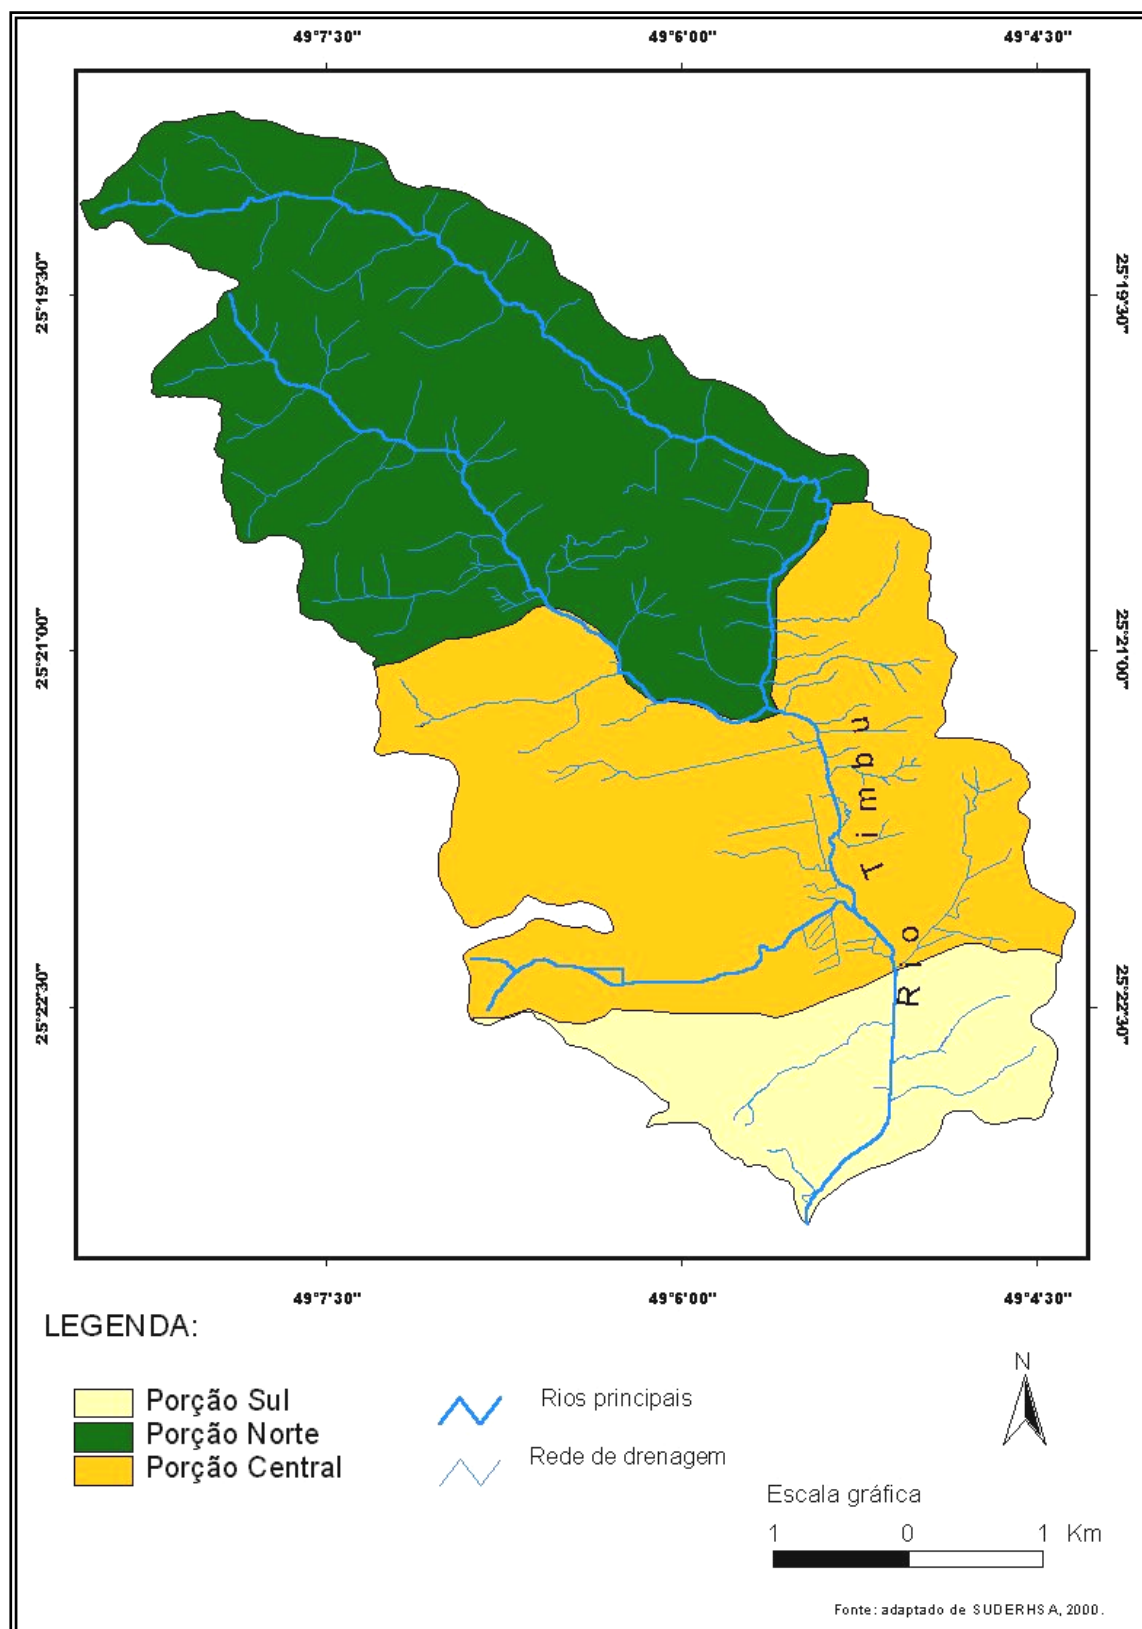 49°7'30" 49°6'00" 49°4'30"
25°19'30" 25°19'30"
25°21'00" 25°21'00"
Rio Timbu
25°22'30" 25°22'30"
49°7'30" 49°6'00" 49°4'30"
LEGENDA:
Porção Sul
Porção Norte
Porção Central
Rios principais
Rede de drenagem
N
Escala gráfica
1 0 1 Km
Fonte: adaptado de SUDERHSA, 2000.